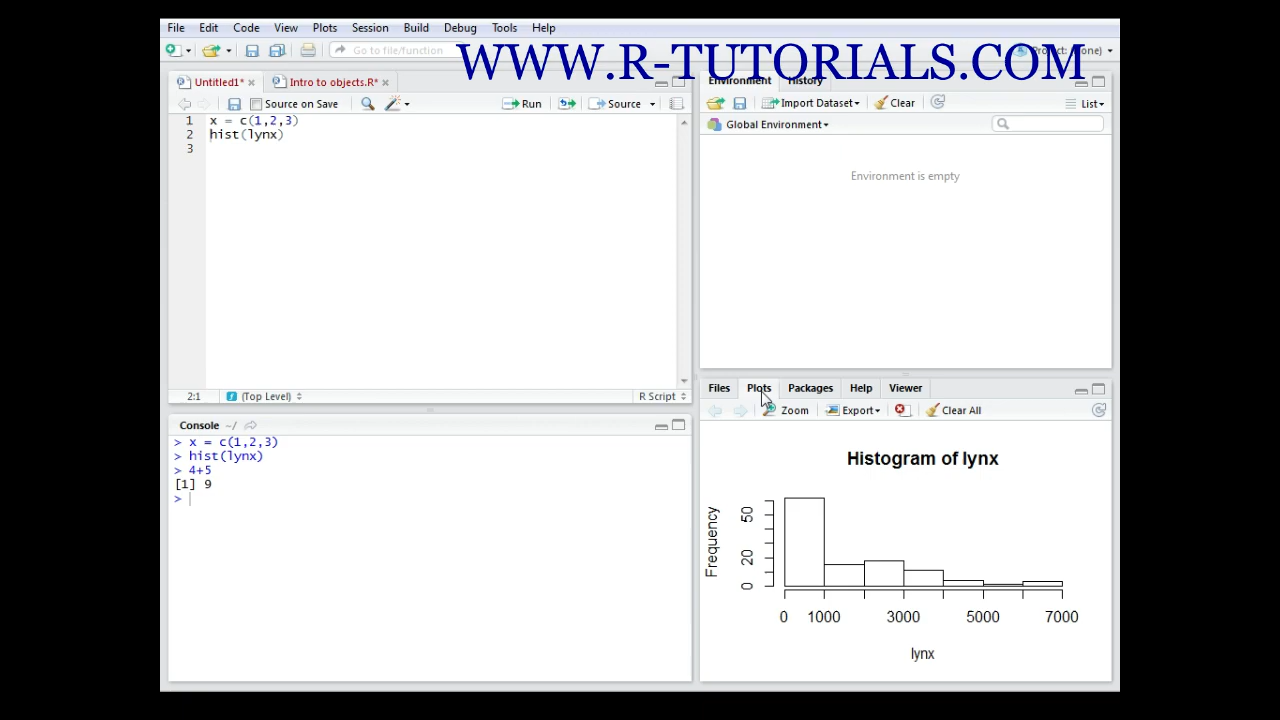 File Edit Code View Plots Session Build Debug Tools Help
Go to file/function
WWW.R-TUTORIALS.COM
Untitled1* Intro to objects.R*
Source on Save Run Source
1 x = c(1,2,3)
2 hist(lynx)
3
2:1 (Top Level) R Script
Console ~/
> x = c(1,2,3)
> hist(lynx)
> 4+5
[1] 9
>
Environment History
Import Dataset Clear List
Global Environment
Environment is empty
Files Plots Packages Help Viewer
Zoom Export Clear All
Histogram of lynx
Frequency
50
20
0
0 1000 3000 5000 7000
lynx